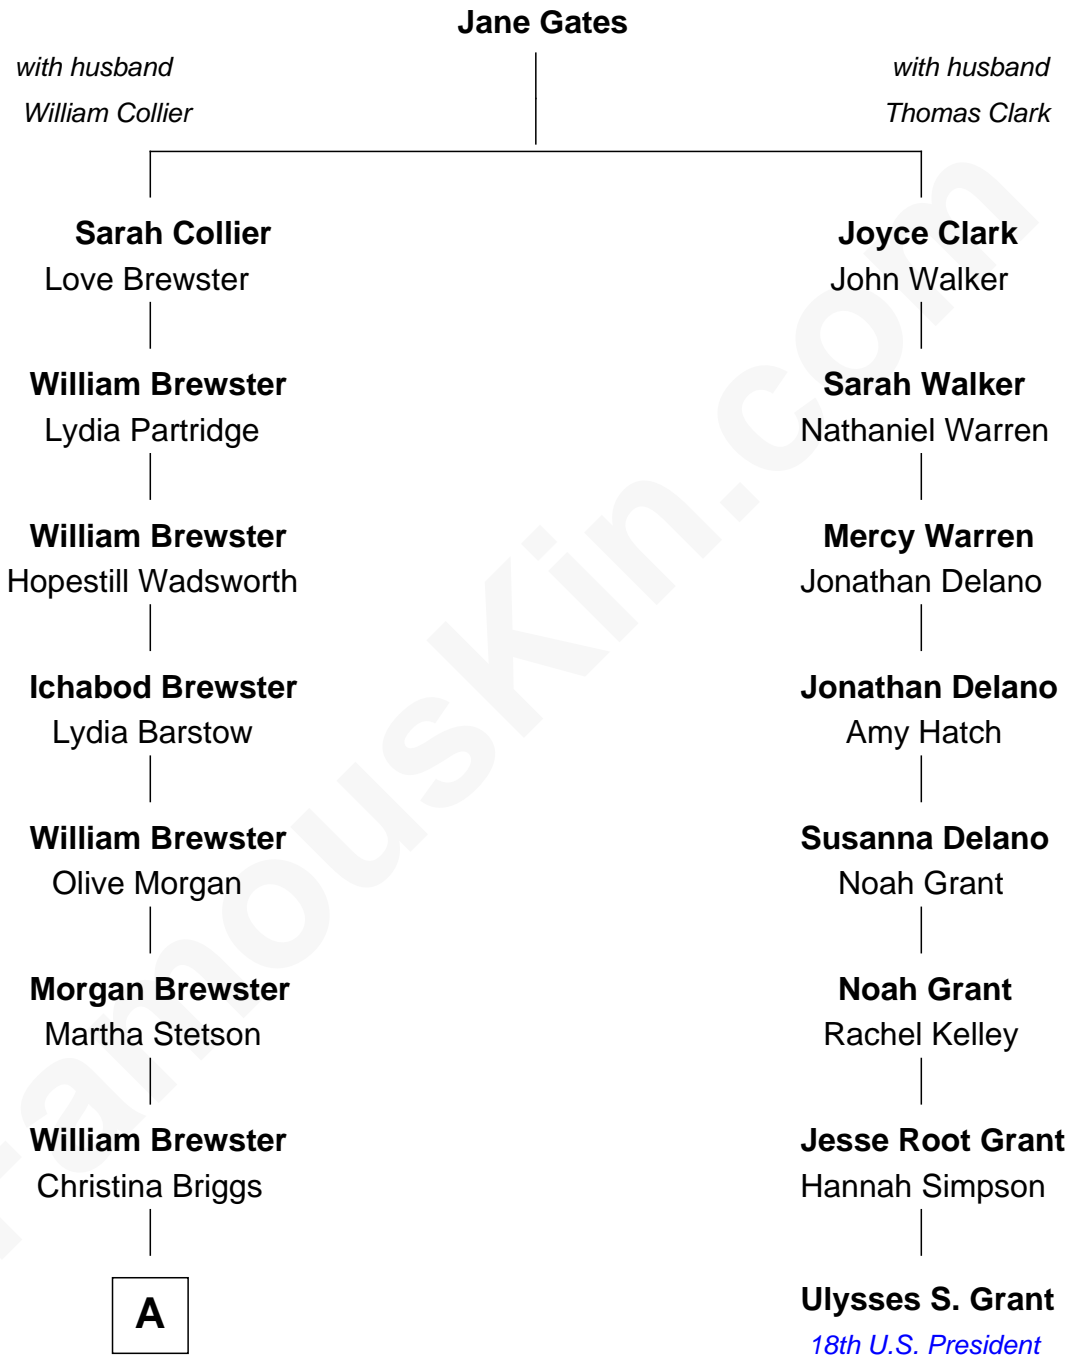 Jane Gates
with husband
William Collier
with husband
Thomas Clark
Sarah Collier
Love Brewster
Joyce Clark
John Walker
William Brewster
Lydia Partridge
Sarah Walker
Nathaniel Warren
William Brewster
Hopestill Wadsworth
Mercy Warren
Jonathan Delano
Ichabod Brewster
Lydia Barstow
Jonathan Delano
Amy Hatch
William Brewster
Olive Morgan
Susanna Delano
Noah Grant
Morgan Brewster
Martha Stetson
Noah Grant
Rachel Kelley
William Brewster
Christina Briggs
Jesse Root Grant
Hannah Simpson
A
Ulysses S. Grant
18th U.S. President
FamousKin.com